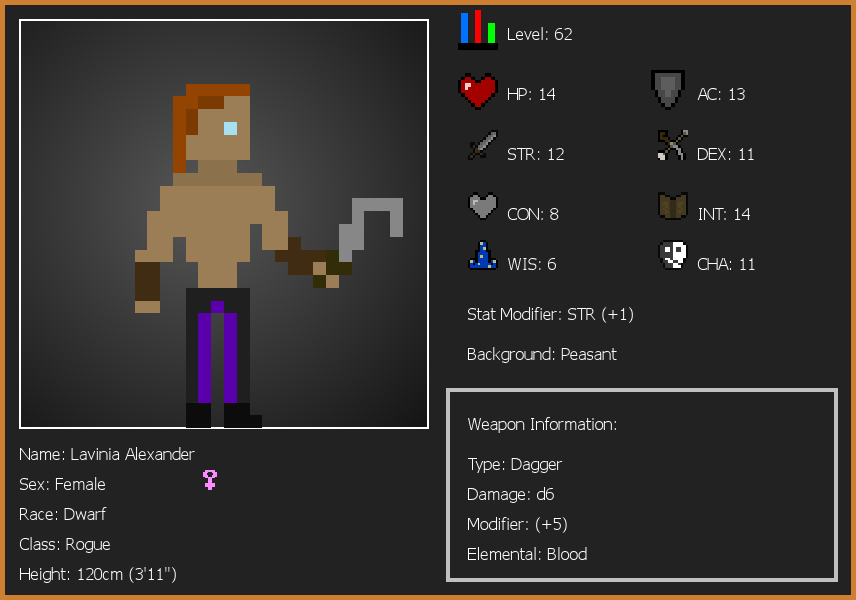 Level: 62
HP: 14
AC: 13
STR: 12
DEX: 11
CON: 8
INT: 14
WIS: 6
CHA: 11
Stat Modifier: STR (+1)
Background: Peasant
Weapon Information:
Type: Dagger
Damage: d6
Modifier: (+5)
Elemental: Blood
Name: Lavinia Alexander
Sex: Female
Race: Dwarf
Class: Rogue
Height: 120cm (3'11")